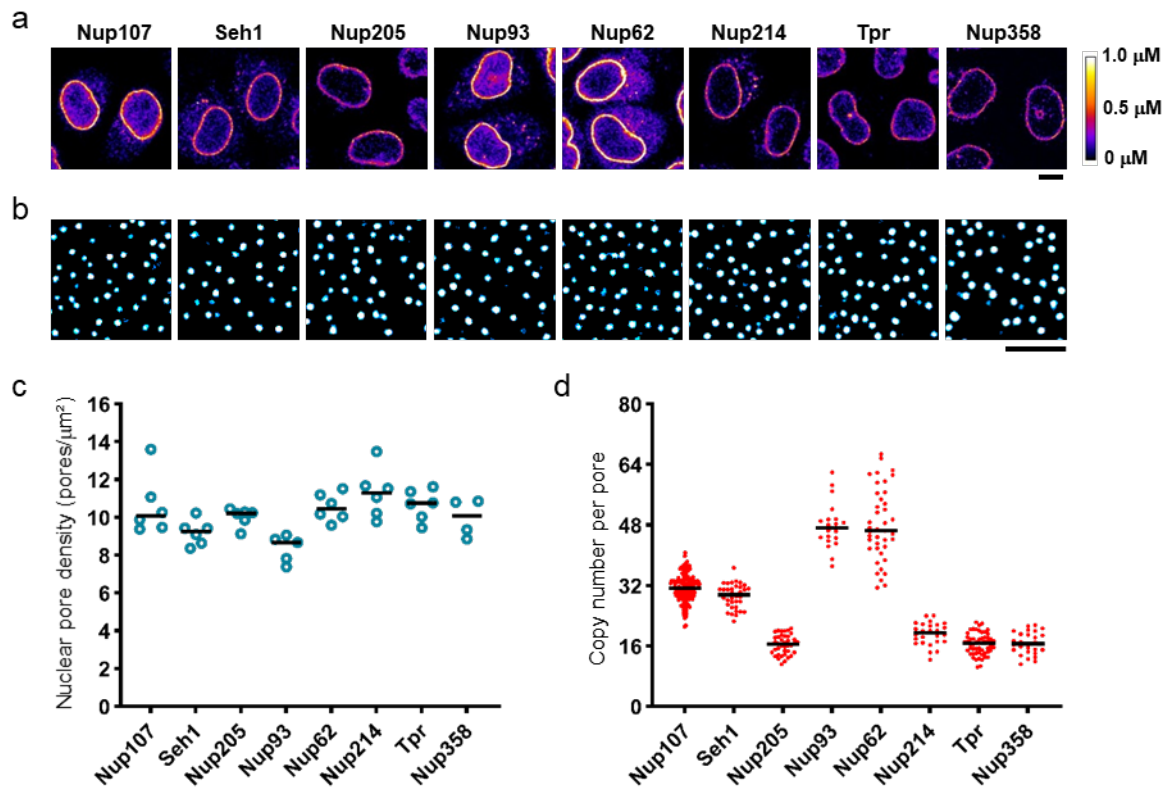 a
Nup107 Seh1 Nup205 Nup93 Nup62 Nup214 Tpr Nup358
1.0 μM
0.5 μM
0 μM
b
c
Nuclear pore density (pores/μm²)
16
14
12
10
8
6
4
2
0
Nup107 Seh1 Nup205 Nup93 Nup62 Nup214 Tpr Nup358
d
Copy number per pore
80
64
48
32
16
0
Nup107 Seh1 Nup205 Nup93 Nup62 Nup214 Tpr Nup358